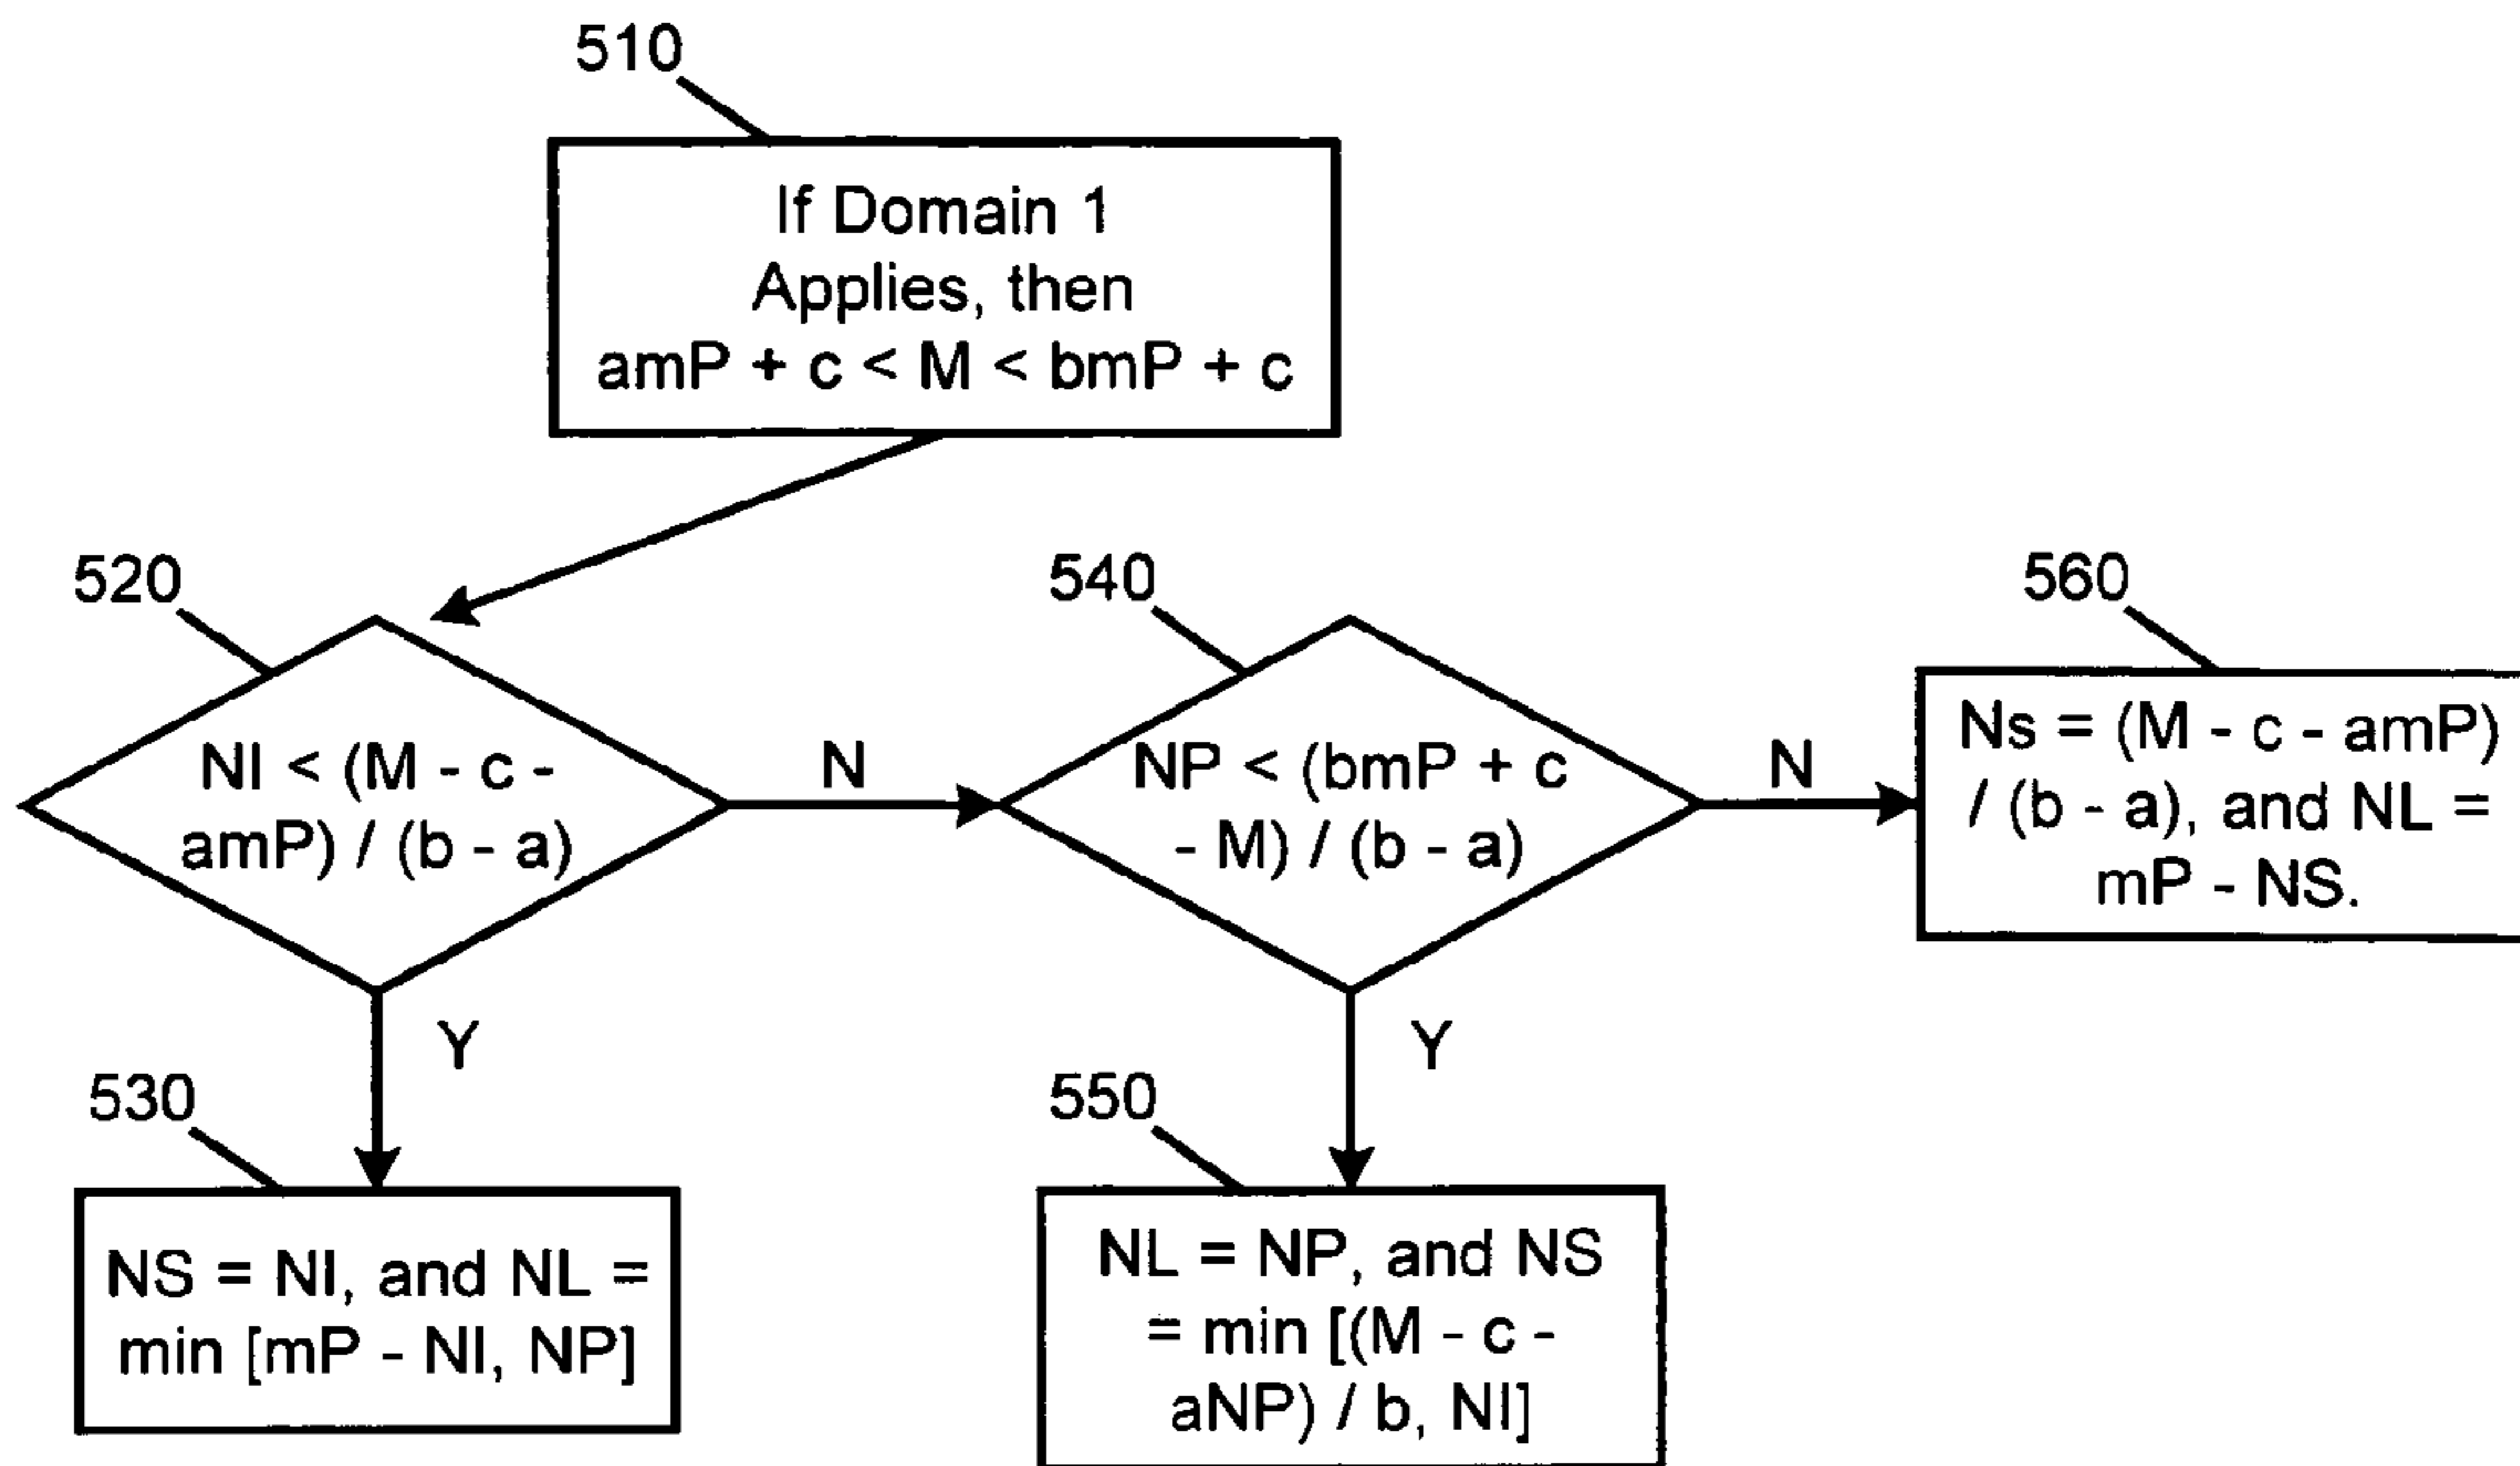 510
If Domain 1
Applies, then
amP + c < M < bmP + c
520
NI < (M - c -
amP) / (b - a)
N
540
NP < (bmP + c
- M) / (b - a)
N
560
Ns = (M - c - amP)
/ (b - a), and NL =
mP - NS.
Y
530
NS = NI, and NL =
min [mP - NI, NP]
Y
550
NL = NP, and NS
= min [(M - c -
aNP) / b, NI]